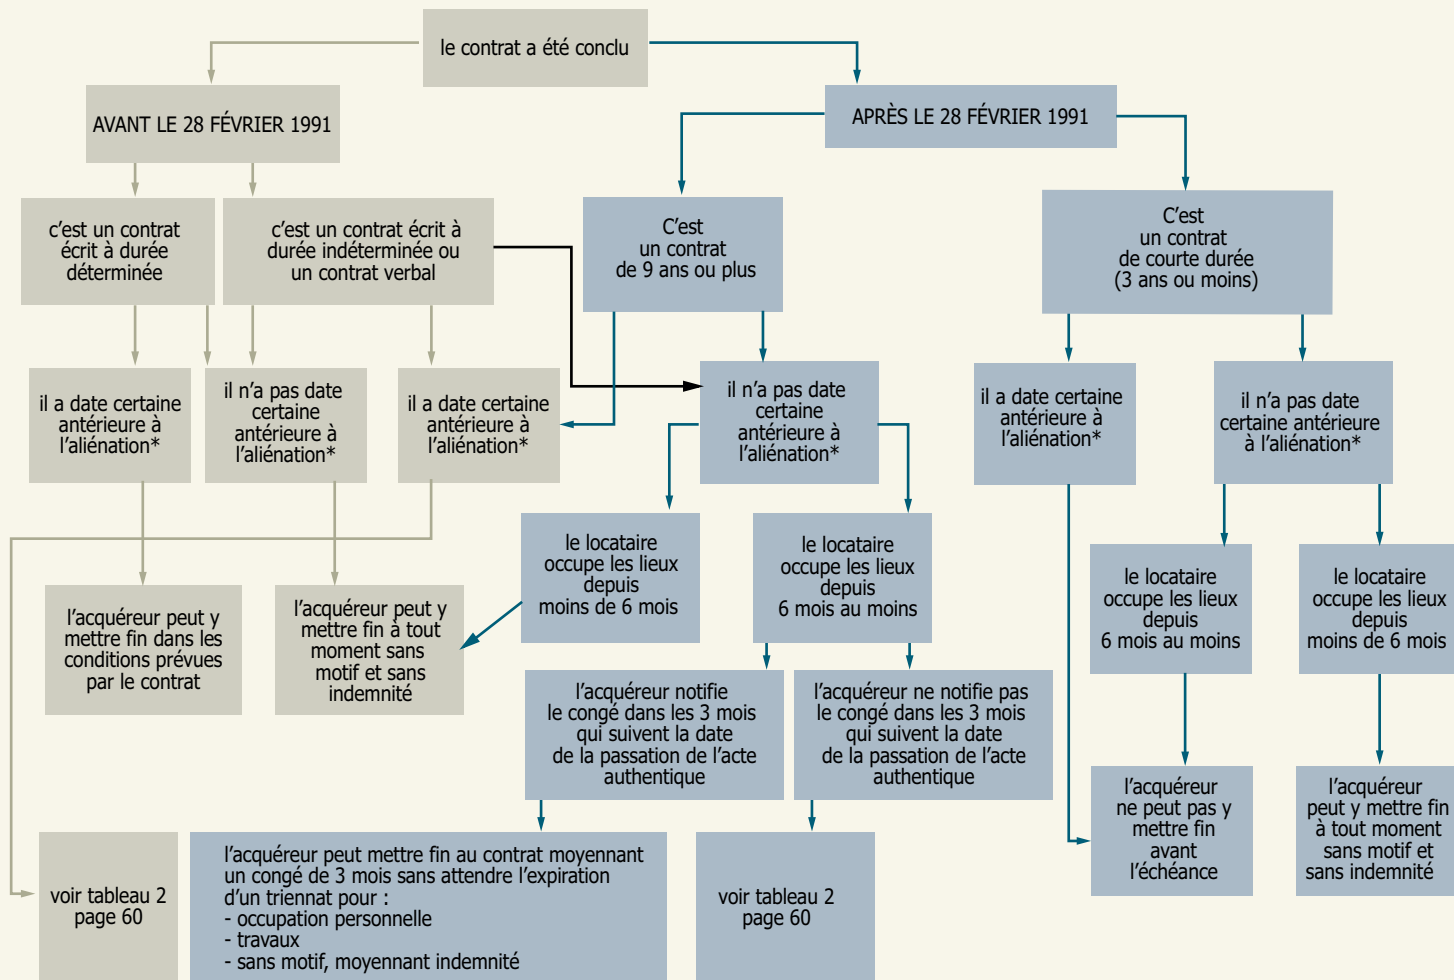 le contrat a été conclu
AVANT LE 28 FÉVRIER 1991
APRÈS LE 28 FÉVRIER 1991
c'est un contrat
écrit à durée
déterminée
c'est un contrat écrit à
durée indéterminée ou
un contrat verbal
C'est
un contrat
de 9 ans ou plus
C'est
un contrat
de courte durée
(3 ans ou moins)
il a date certaine
antérieure à
l'aliénation*
il n'a pas date
certaine
antérieure à
l'aliénation*
il a date certaine
antérieure à
l'aliénation*
il n'a pas date
certaine
antérieure à
l'aliénation*
il a date certaine
antérieure à
l'aliénation*
il n'a pas date
certaine antérieure
à l'aliénation*
le locataire
occupe les lieux
depuis
moins de 6 mois
le locataire
occupe les lieux
depuis
6 mois au moins
le locataire
occupe les lieux
depuis
6 mois au moins
le locataire
occupe les lieux
depuis
moins de 6 mois
l'acquéreur peut y
mettre fin dans les
conditions prévues
par le contrat
l'acquéreur peut y
mettre fin à tout
moment sans
motif et sans
indemnité
l'acquéreur notifie
le congé dans les 3 mois
qui suivent la date
de la passation de l'acte
authentique
l'acquéreur ne notifie pas
le congé dans les 3 mois
qui suivent la date
de la passation de l'acte
authentique
l'acquéreur
ne peut pas y
mettre fin
avant
l'échéance
l'acquéreur
peut y mettre fin
à tout moment
sans motif et
sans indemnité
voir tableau 2
page 60
l'acquéreur peut mettre fin au contrat moyennant
un congé de 3 mois sans attendre l'expiration
d'un triennat pour :
- occupation personnelle
- travaux
- sans motif, moyennant indemnité
voir tableau 2
page 60